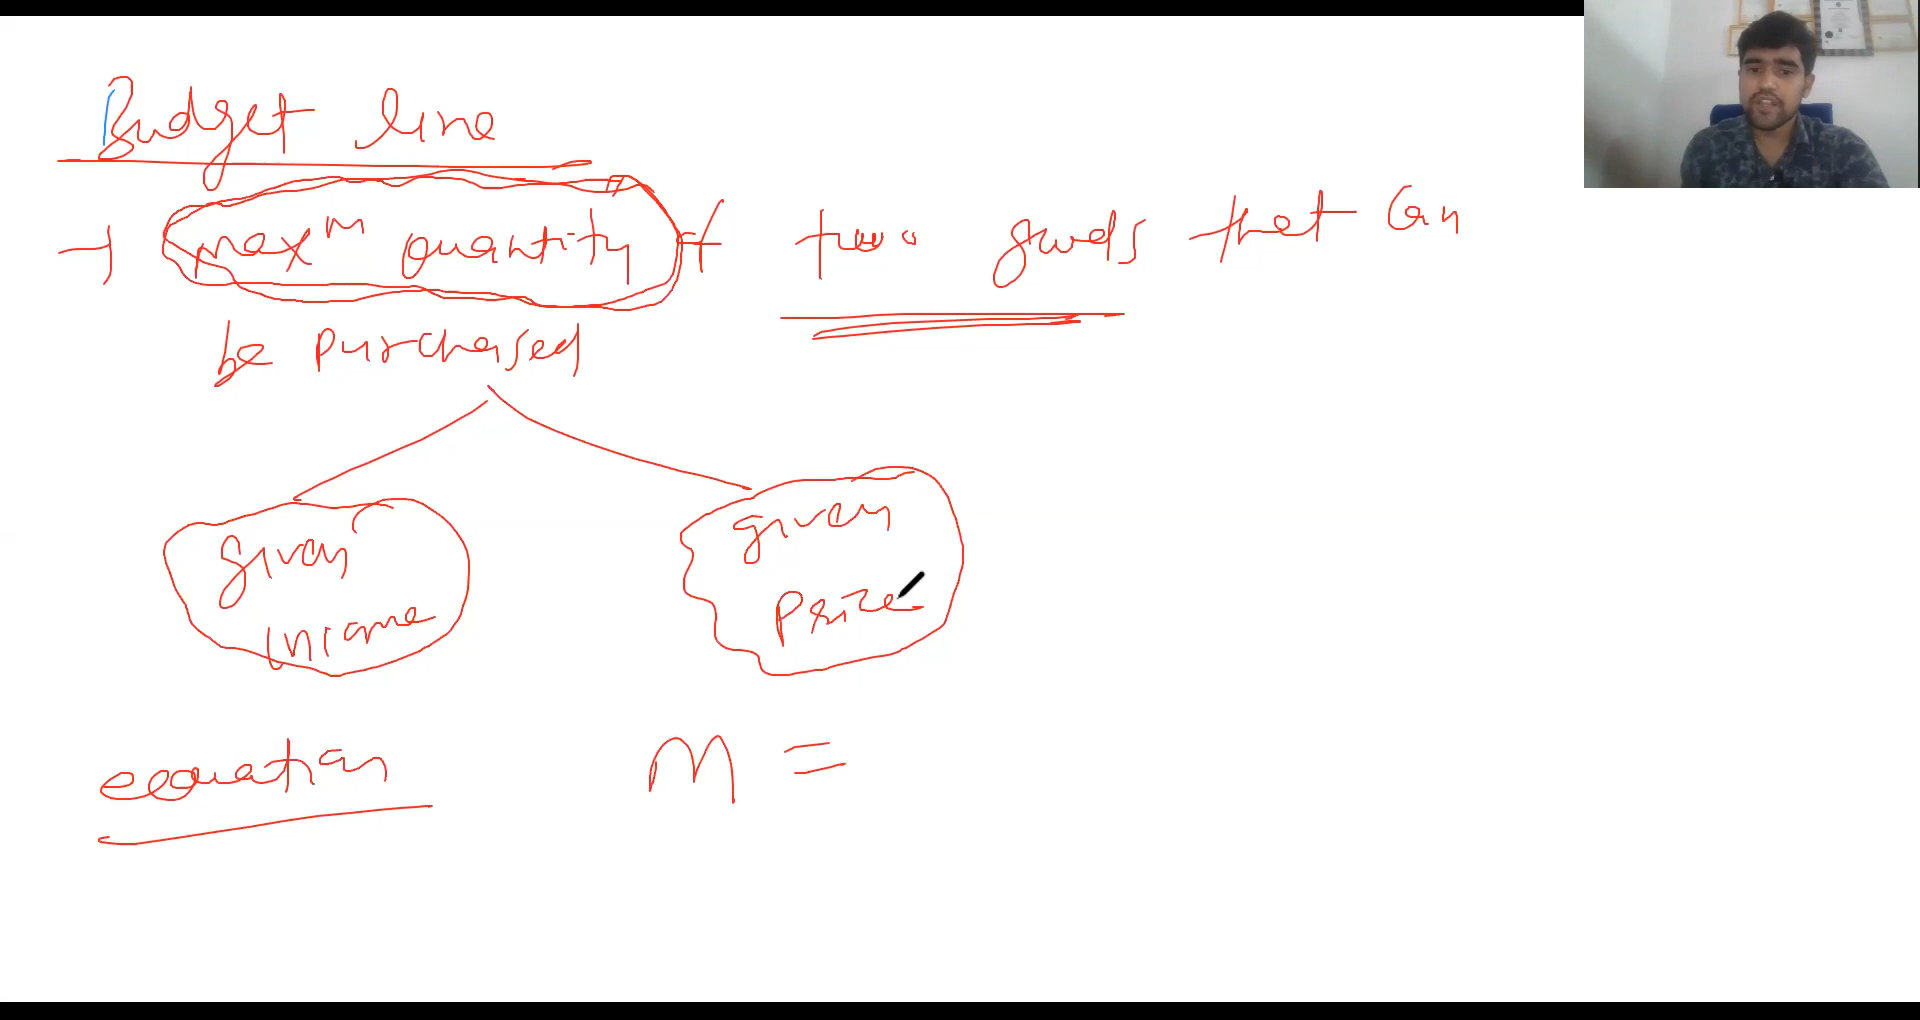 Budget line
→ maxᵐ quantity of two goods that can
be purchased
given
income
given
Price
equation M =